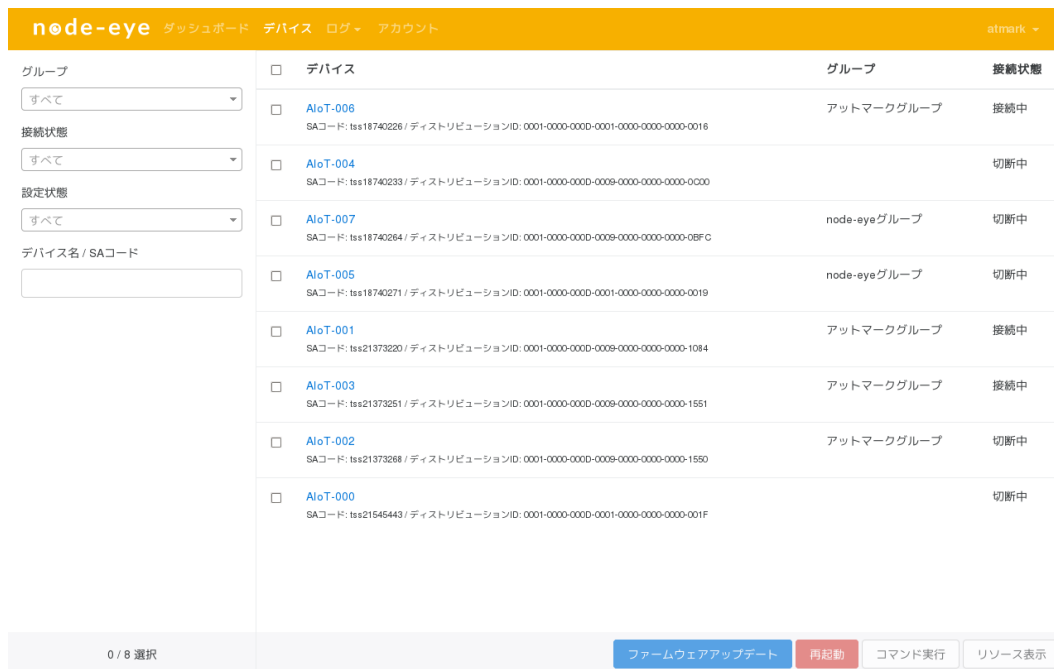 node-eye ダッシュボード デバイス ログ アカウント atmark
グループ
すべて
接続状態
すべて
設定状態
すべて
デバイス名 / SAコード
デバイス グループ 接続状態
AIoT-006 アットマークグループ 接続中
SAコード: tss18740226 / ディストリビューションID: 0001-0000-000D-0001-0000-0000-0000-0016
AIoT-004 切断中
SAコード: tss18740233 / ディストリビューションID: 0001-0000-000D-0009-0000-0000-0000-0C00
AIoT-007 node-eyeグループ 切断中
SAコード: tss18740264 / ディストリビューションID: 0001-0000-000D-0009-0000-0000-0000-0BFC
AIoT-005 node-eyeグループ 切断中
SAコード: tss18740271 / ディストリビューションID: 0001-0000-000D-0001-0000-0000-0000-0019
AIoT-001 アットマークグループ 接続中
SAコード: tss21373220 / ディストリビューションID: 0001-0000-000D-0009-0000-0000-0000-1084
AIoT-003 アットマークグループ 接続中
SAコード: tss21373251 / ディストリビューションID: 0001-0000-000D-0009-0000-0000-0000-1551
AIoT-002 アットマークグループ 切断中
SAコード: tss21373268 / ディストリビューションID: 0001-0000-000D-0009-0000-0000-0000-1550
AIoT-000 切断中
SAコード: tss21545443 / ディストリビューションID: 0001-0000-000D-0001-0000-0000-0000-001F
0 / 8 選択 ファームウェアアップデート 再起動 コマンド実行 リソース表示